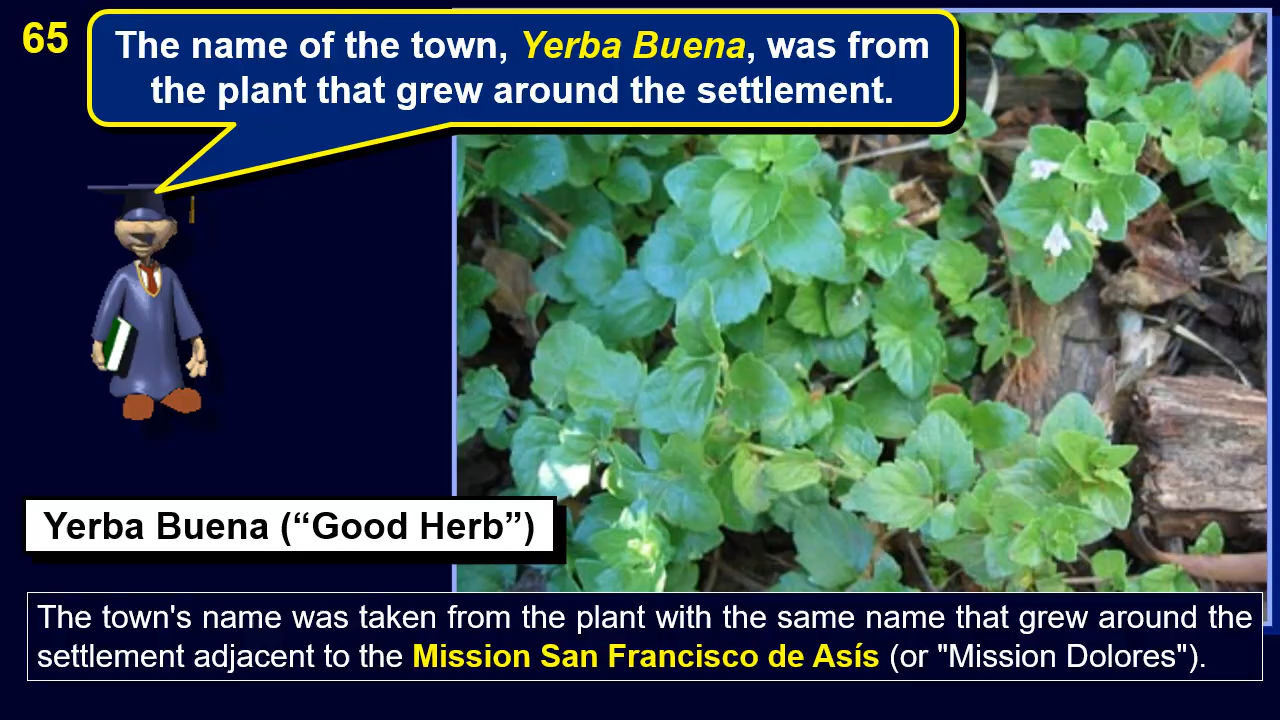 65
The name of the town, Yerba Buena, was from
the plant that grew around the settlement.
Yerba Buena (“Good Herb”)
The town's name was taken from the plant with the same name that grew around the
settlement adjacent to the Mission San Francisco de Asís (or "Mission Dolores").